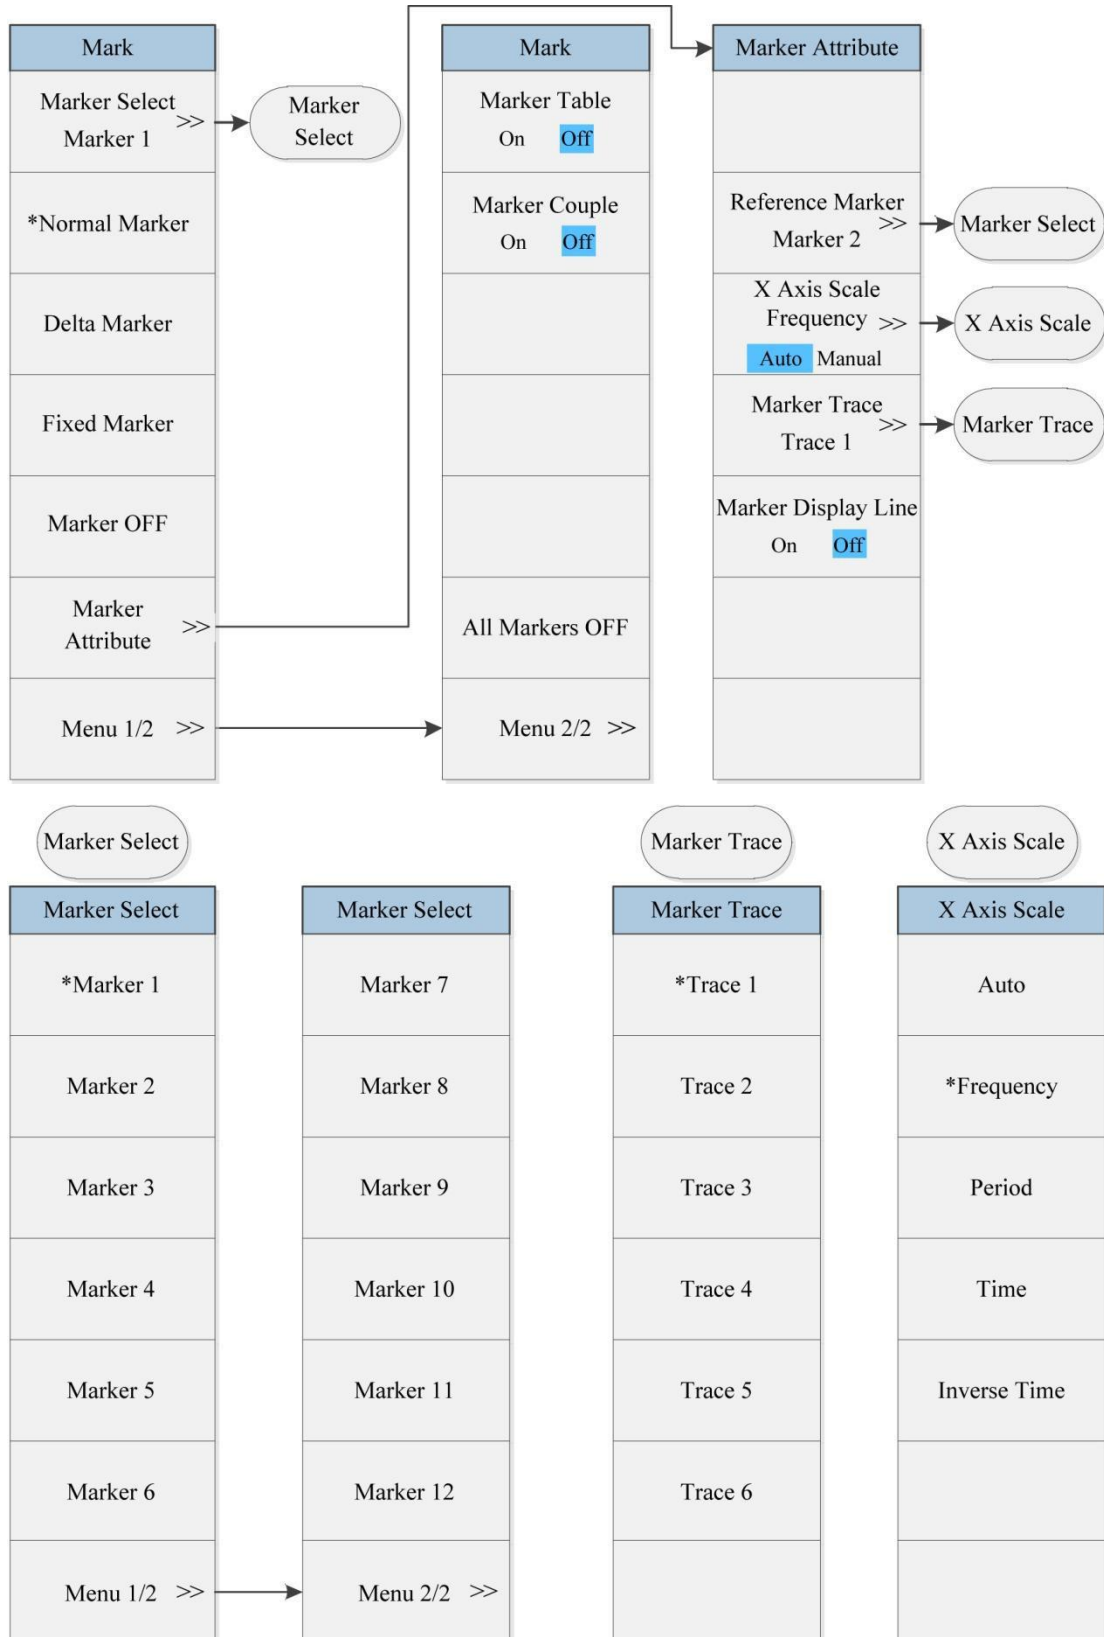 Mark
Marker Select
Marker 1 >>
Marker
Select
*Normal Marker
Delta Marker
Fixed Marker
Marker OFF
Marker
Attribute >>
Menu 1/2 >>
Mark
Marker Table
On Off
Marker Couple
On Off
All Markers OFF
Menu 2/2 >>
Marker Attribute
Reference Marker
Marker 2 >>
Marker Select
X Axis Scale
Frequency >>
Auto Manual
X Axis Scale
Marker Trace
Trace 1 >>
Marker Trace
Marker Display Line
On Off
Marker Select
Marker Select
*Marker 1
Marker 2
Marker 3
Marker 4
Marker 5
Marker 6
Menu 1/2 >>
Marker Select
Marker 7
Marker 8
Marker 9
Marker 10
Marker 11
Marker 12
Menu 2/2 >>
Marker Trace
Marker Trace
*Trace 1
Trace 2
Trace 3
Trace 4
Trace 5
Trace 6
X Axis Scale
X Axis Scale
Auto
*Frequency
Period
Time
Inverse Time